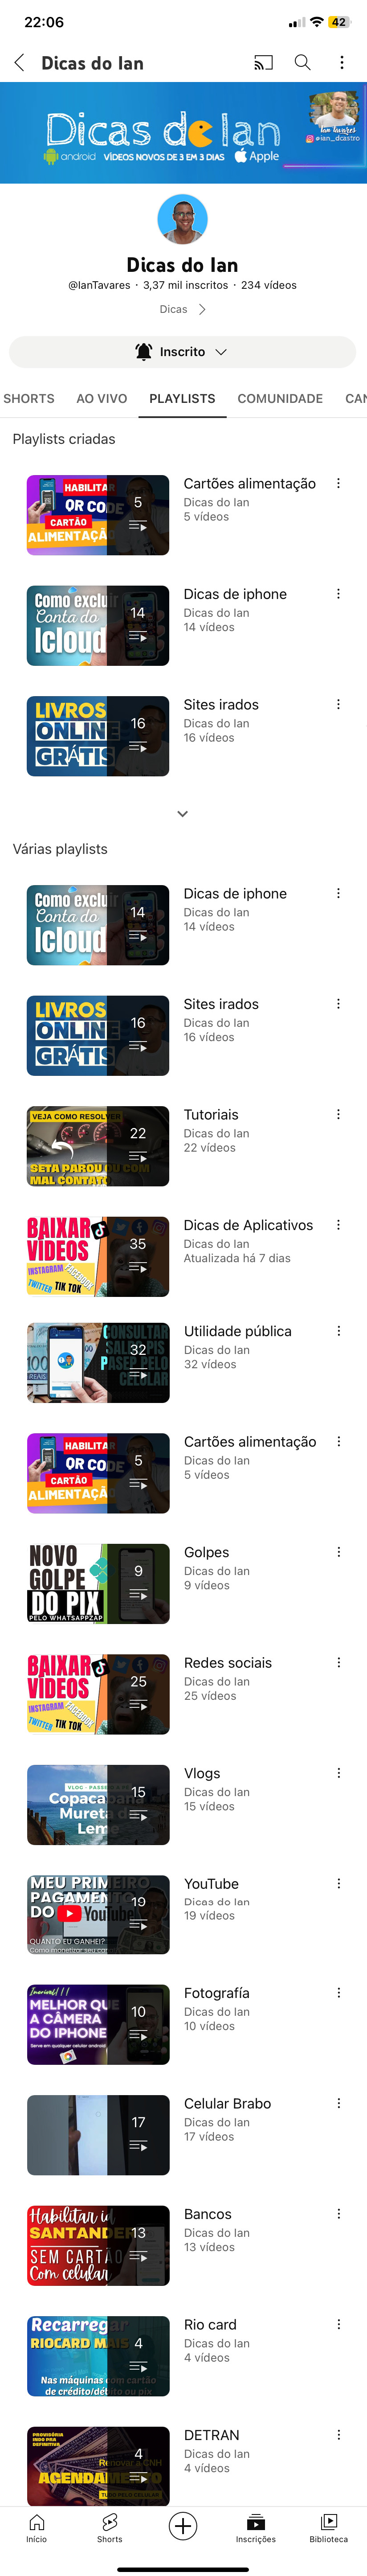 22:06
42
Dicas do Ian
Dicas do Ian
android VÍDEOS NOVOS DE 3 EM 3 DIAS Apple
Ian Tavares
@ian_dcastro
Dicas do Ian
@IanTavares · 3,37 mil inscritos · 234 vídeos
Dicas
Inscrito
SHORTS AO VIVO PLAYLISTS COMUNIDADE CAN
Playlists criadas
HABILITAR
QR CODE
CARTÃO
ALIMENTAÇÃ
5
Cartões alimentação
Dicas do Ian
5 vídeos
Como excluir
Conta do
Icloud
14
Dicas de iphone
Dicas do Ian
14 vídeos
LIVROS
ONLINE
GRÁTIS
16
Sites irados
Dicas do Ian
16 vídeos
Várias playlists
Como exclu
Conta do
Icloud
14
Dicas de iphone
Dicas do Ian
14 vídeos
LIVROS
ONLINE
GRÁTIS
16
Sites irados
Dicas do Ian
16 vídeos
VEJA COMO RESOLVER
SETA PAROU OU COM
MAL CONTATO
22
Tutoriais
Dicas do Ian
22 vídeos
BAIXAR
VIDEOS
INSTAGRAM
FACEBOOK
TWITTER TIK TOK
35
Dicas de Aplicativos
Dicas do Ian
Atualizada há 7 dias
CONSULTAR
PIS
PASEP PELO
CELULAR
100
REAIS
32
Utilidade pública
Dicas do Ian
32 vídeos
HABILITAR
QR CODE
CARTÃO
ALIMENTAÇÃ
5
Cartões alimentação
Dicas do Ian
5 vídeos
NOVO
GOLPE
DO PIX
PELO WHATSAPPZAP
9
Golpes
Dicas do Ian
9 vídeos
BAIXAR
VIDEOS
INSTAGRAM
FACEBOOK
TWITTER TIK TOK
25
Redes sociais
Dicas do Ian
25 vídeos
Copacabana
Mureta d
Leme
15
Vlogs
Dicas do Ian
15 vídeos
MEU PRIMEIRO
PAGAMENTO
DO YouTube
QUANTO EU GANHEI?
Como monetizar seu can
19
YouTube
Dicas do Ian
19 vídeos
Incrível!!!
MELHOR QUE
A CÂMERA
DO IPHONE
Serve em qualquer celular android
10
Fotografía
Dicas do Ian
10 vídeos
17
Celular Brabo
Dicas do Ian
17 vídeos
Habilitar id
SANTANDER
SEM CARTÃO
Com celular
13
Bancos
Dicas do Ian
13 vídeos
Recarregar
RIOCARD MAIS
Nas máquinas com cartão
de crédito/débito ou pix
4
Rio card
Dicas do Ian
4 vídeos
PROVISÓRIA
INDO PRA
DEFINITIVA
Renovar a CNH
AGENDAMENTO
TUDO PELO CELULAR
4
DETRAN
Dicas do Ian
4 vídeos
Início Shorts Inscrições Biblioteca